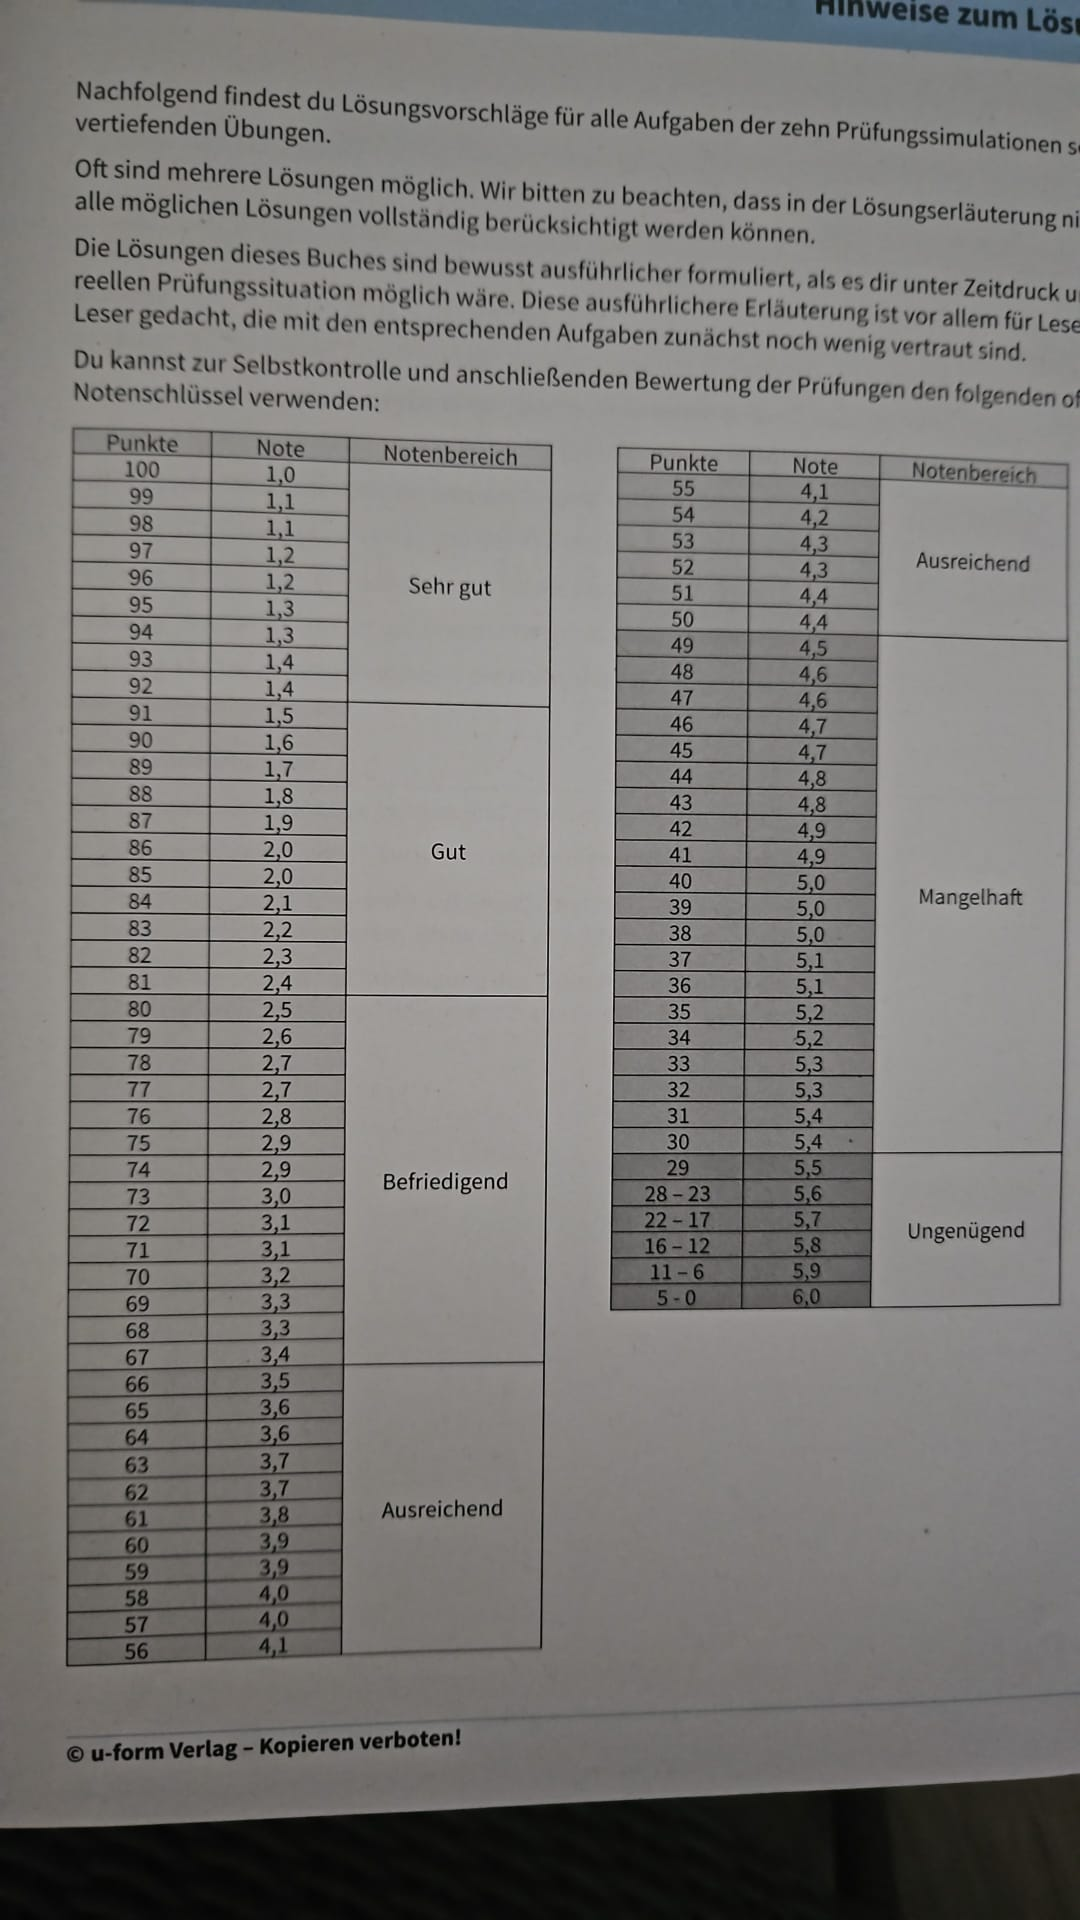 Hinweise zum
Nachfolgend findest du Lösungsvorschläge für alle Aufgaben der zehn Prüfungssimulationen
vertiefenden Übungen.
Oft sind mehrere Lösungen möglich. Wir bitten zu beachten, dass in der Lösungserläuterung
alle möglichen Lösungen vollständig berücksichtigt werden können.
Die Lösungen dieses Buches sind bewusst ausführlicher formuliert, als es dir unter Zeitdruck
reellen Prüfungssituation möglich wäre. Diese ausführlichere Erläuterung ist vor allem für
Leser gedacht, die mit den entsprechenden Aufgaben zunächst noch wenig vertraut sind.
Du kannst zur Selbstkontrolle und anschließenden Bewertung der Prüfungen den folgenden
Notenschlüssel verwenden:
Punkte Note Notenbereich
100 1,0
99 1,1
98 1,1
97 1,2
96 1,2 Sehr gut
95 1,3
94 1,3
93 1,4
92 1,4
91 1,5
90 1,6
89 1,7
88 1,8
87 1,9
86 2,0 Gut
85 2,0
84 2,1
83 2,2
82 2,3
81 2,4
80 2,5
79 2,6
78 2,7
77 2,7
76 2,8
75 2,9
74 2,9 Befriedigend
73 3,0
72 3,1
71 3,1
70 3,2
69 3,3
68 3,3
67 3,4
66 3,5
65 3,6
64 3,6
63 3,7
62 3,7
61 3,8 Ausreichend
60 3,9
59 3,9
58 4,0
57 4,0
56 4,1
Punkte Note Notenbereich
55 4,1
54 4,2
53 4,3
52 4,3 Ausreichend
51 4,4
50 4,4
49 4,5
48 4,6
47 4,6
46 4,7
45 4,7
44 4,8
43 4,8
42 4,9
41 4,9
40 5,0
39 5,0 Mangelhaft
38 5,0
37 5,1
36 5,1
35 5,2
34 5,2
33 5,3
32 5,3
31 5,4
30 5,4
29 5,5
28 – 23 5,6
22 – 17 5,7 Ungenügend
16 – 12 5,8
11 – 6 5,9
5 - 0 6,0
© u-form Verlag – Kopieren verboten!